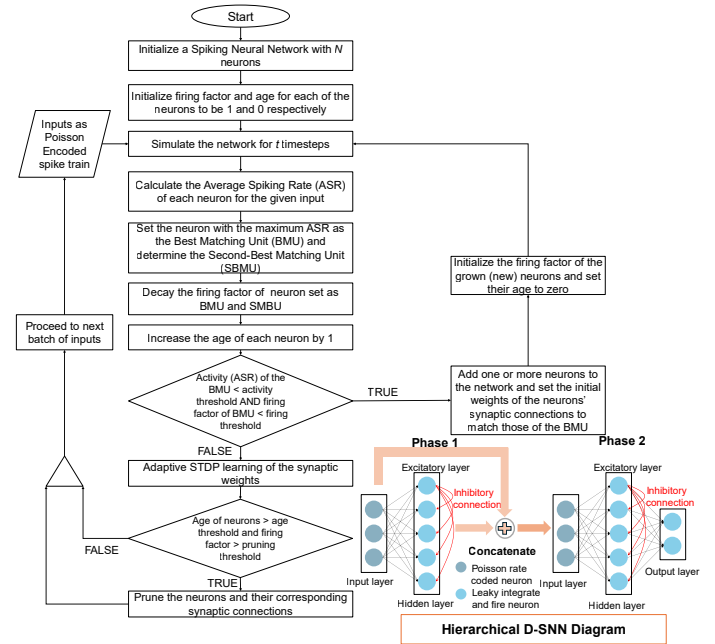 Start
Initialize a Spiking Neural Network with N
neurons
Initialize firing factor and age for each of the
neurons to be 1 and 0 respectively
Inputs as
Poisson
Encoded
spike train
Simulate the network for t timesteps
Calculate the Average Spiking Rate (ASR)
of each neuron for the given input
Set the neuron with the maximum ASR as
the Best Matching Unit (BMU) and
determine the Second-Best Matching Unit
(SBMU)
Initialize the firing factor of the
grown (new) neurons and set
their age to zero
Decay the firing factor of neuron set as
BMU and SMBU
Proceed to next
batch of inputs
Increase the age of each neuron by 1
Activity (ASR) of the
BMU < activity
threshold AND firing
factor of BMU < firing
threshold
TRUE
Add one or more neurons to
the network and set the initial
weights of the neurons'
synaptic connections to
match those of the BMU
FALSE
Adaptive STDP learning of the synaptic
weights
Age of neurons > age
threshold and firing
factor > pruning
threshold
FALSE
TRUE
Prune the neurons and their corresponding
synaptic connections
Phase 1
Excitatory layer
Inhibitory
connection
Input layer
Hidden layer
Concatenate
Poisson rate
coded neuron
Leaky integrate
and fire neuron
Phase 2
Excitatory layer
Inhibitory
connection
Input layer
Output layer
Hidden layer
Hierarchical D-SNN Diagram